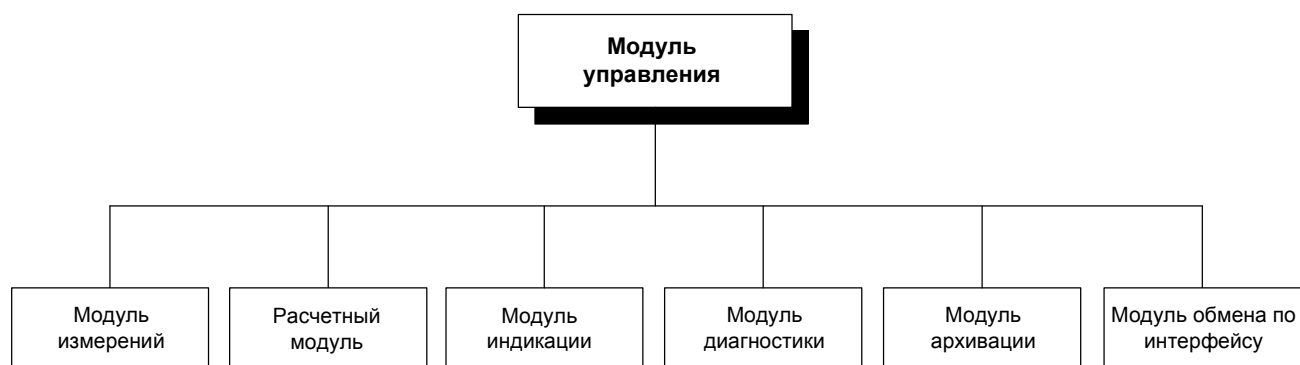 Модуль
управления
Модуль
измерений
Расчетный
модуль
Модуль
индикации
Модуль
диагностики
Модуль
архивации
Модуль обмена по
интерфейсу